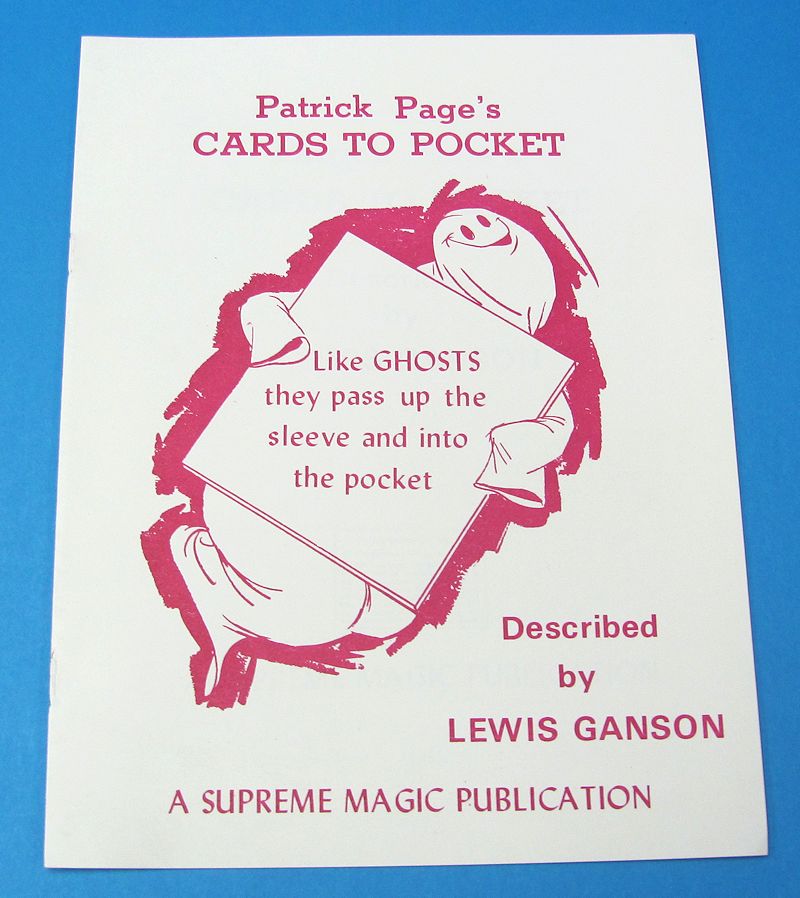 Patrick Page's
CARDS TO POCKET
Like GHOSTS
they pass up the
sleeve and into
the pocket
Described
by
LEWIS GANSON
A SUPREME MAGIC PUBLICATION